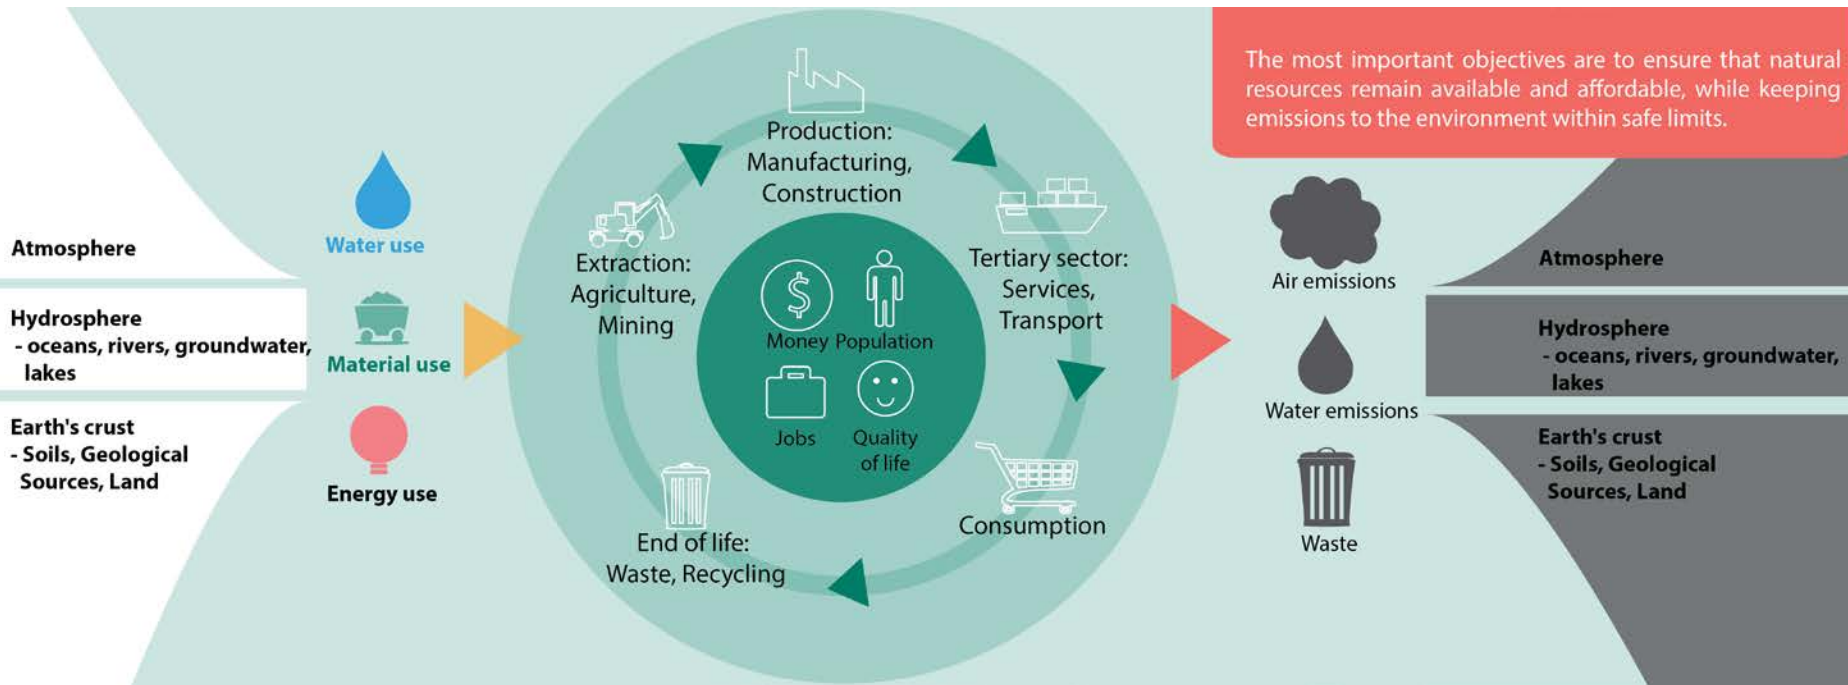 The most important objectives are to ensure that natural
resources remain available and affordable, while keeping
emissions to the environment within safe limits.
Atmosphere
Hydrosphere
- oceans, rivers, groundwater,
lakes
Earth's crust
- Soils, Geological
Sources, Land
Water use
Material use
Energy use
Production:
Manufacturing,
Construction
Extraction:
Agriculture,
Mining
Tertiary sector:
Services,
Transport
$
Money Population
Jobs
Quality
of life
Consumption
End of life:
Waste, Recycling
Air emissions
Water emissions
Waste
Atmosphere
Hydrosphere
- oceans, rivers, groundwater,
lakes
Earth's crust
- Soils, Geological
Sources, Land